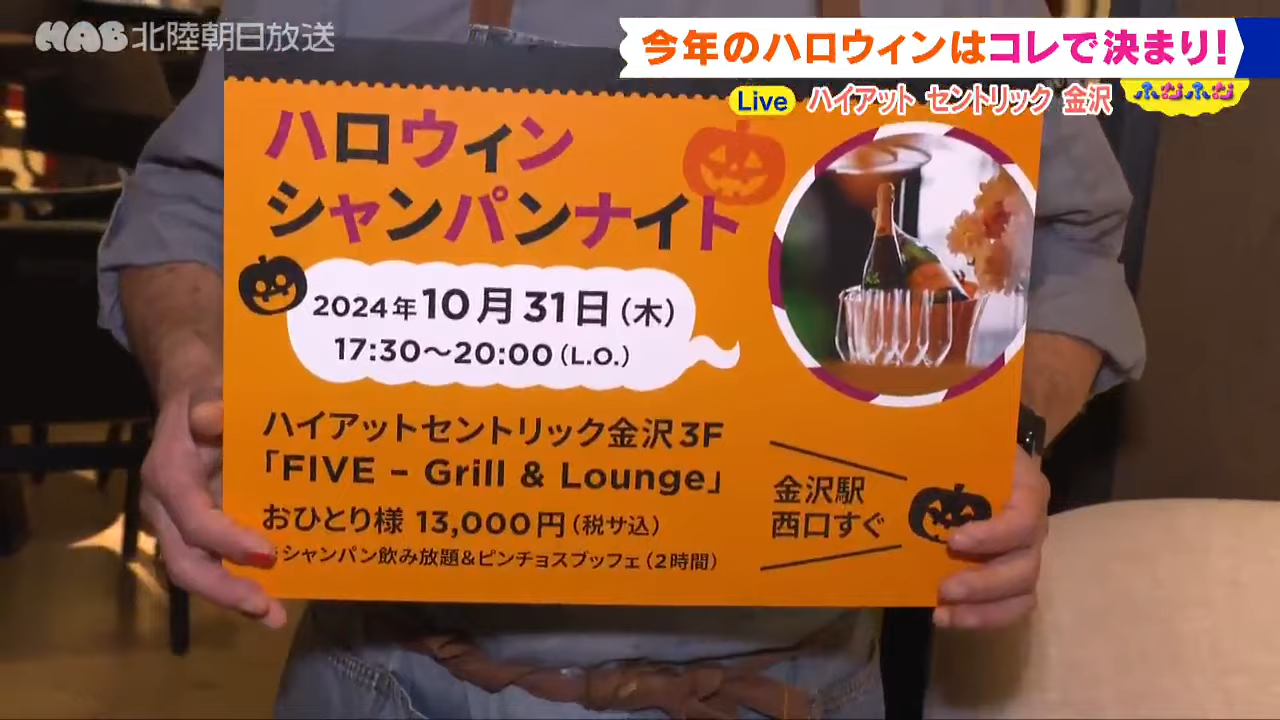 HAB北陸朝日放送
今年のハロウィンはコレで決まり!
Live ハイアット セントリック 金沢
ふむふむ
ハロウィン
シャンパンナイト
2024年10月31日(木)
17:30〜20:00(L.O.)
ハイアットセントリック金沢3F
「FIVE – Grill & Lounge」
おひとり様 13,000円(税サ込)
シャンパン飲み放題&ピンチョスブッフェ(2時間)
金沢駅
西口すぐ